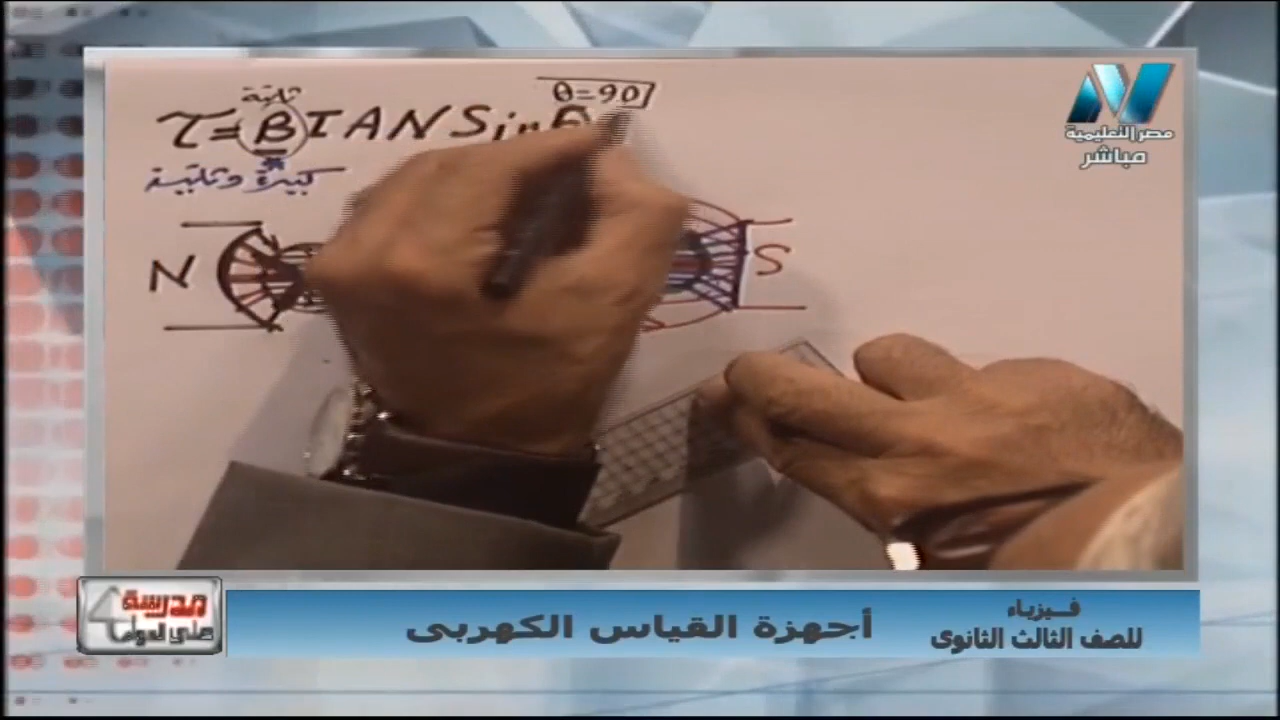 θ=90
ثابتة
τ=BIANSinθ
كبيرة وثابتة
N
S
مصر التعليمية
مباشر
مدرسة
على الهواء
أجهزة القياس الكهربى
فيزياء
للصف الثالث الثانوى